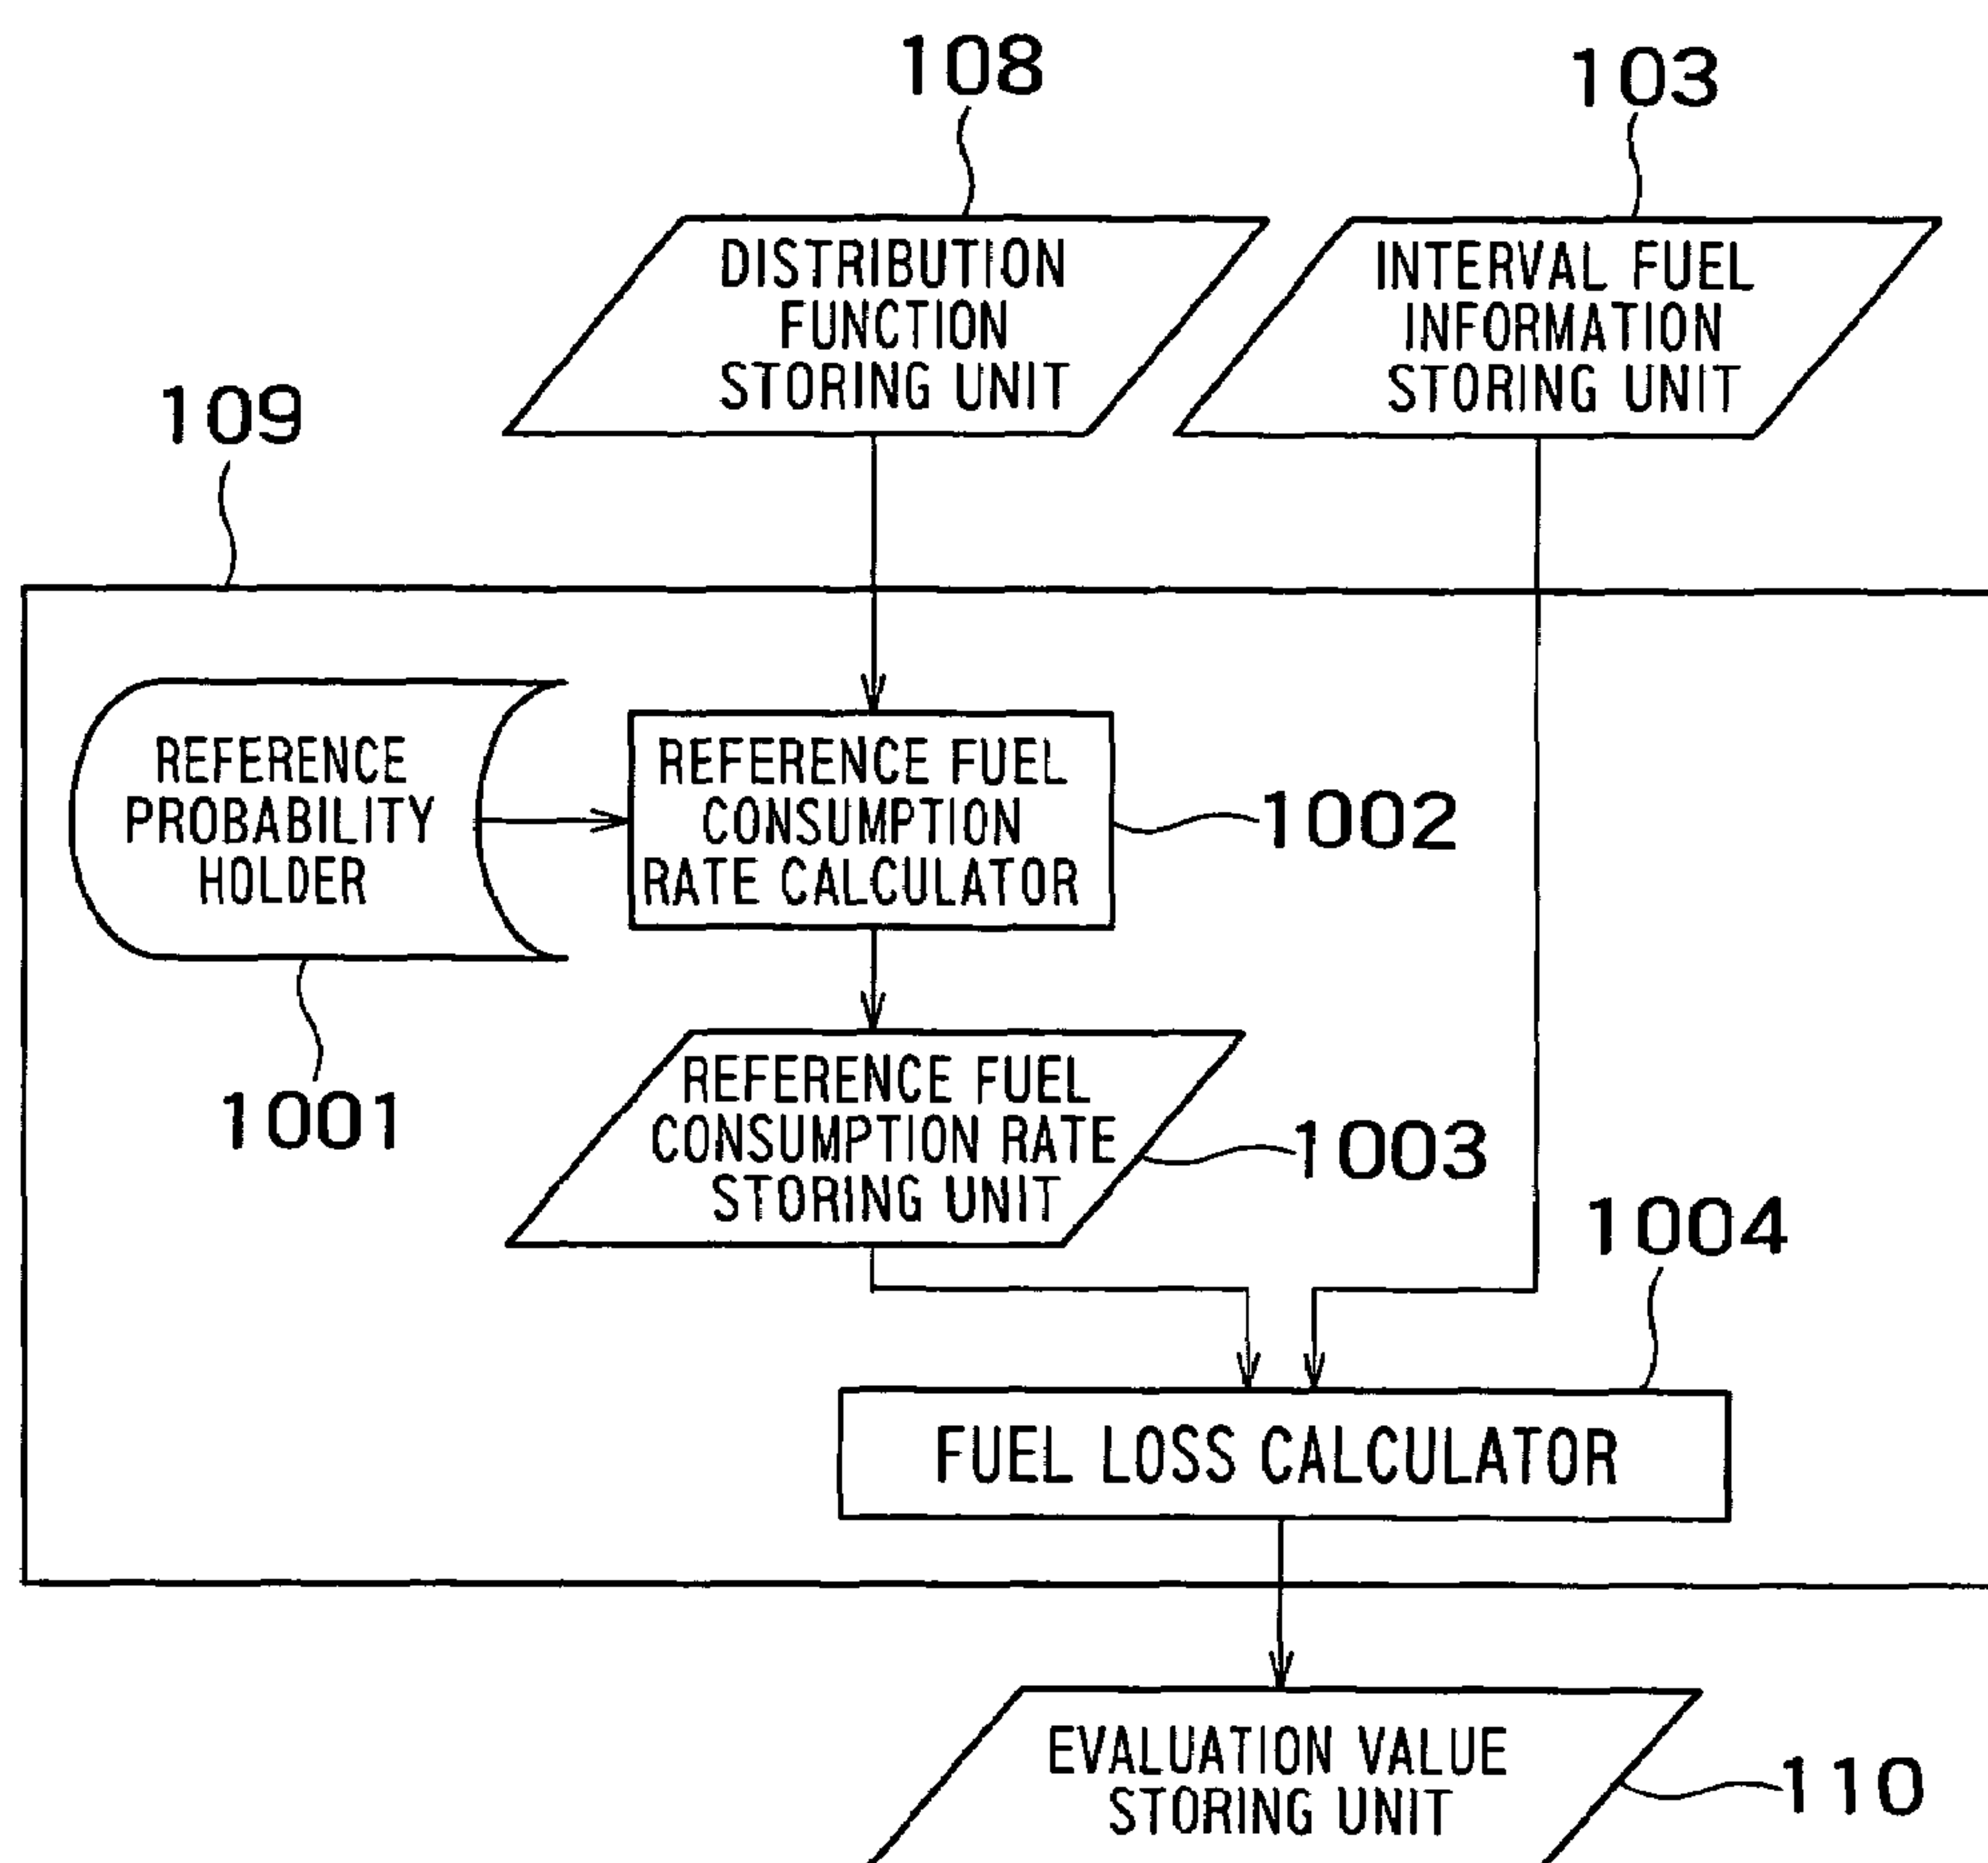 108
103
DISTRIBUTION
FUNCTION
STORING UNIT
INTERVAL FUEL
INFORMATION
STORING UNIT
109
REFERENCE
PROBABILITY
HOLDER
REFERENCE FUEL
CONSUMPTION
RATE CALCULATOR
1002
1001
REFERENCE FUEL
CONSUMPTION RATE
STORING UNIT
1003
1004
FUEL LOSS CALCULATOR
EVALUATION VALUE
STORING UNIT
110